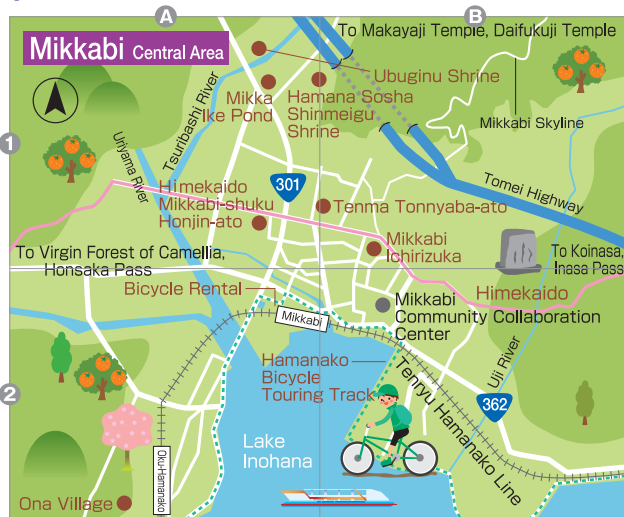 A
B
Mikkabi Central Area
To Makayaji Temple, Daifukuji Temple
Ubuginu Shrine
Mikka
Ike Pond
Hamana Sosha
Shinmeigu
Shrine
Mikkabi Skyline
Tsuribashi River
Uriyama River
1
301
Himekaido
Mikkabi-shuku
Honjin-ato
Tenma Tonnyaba-ato
Tomei Highway
Mikkabi
Ichirizuka
To Virgin Forest of Camellia,
Honsaka Pass
To Koinasa,
Inasa Pass
Bicycle Rental
Mikkabi
Himekaido
Mikkabi
Community Collaboration
Center
Hamanako
Bicycle
Touring Track
Uji River
2
362
Tenryu Hamanako Line
Lake
Inohana
OkuHamanako
Ona Village